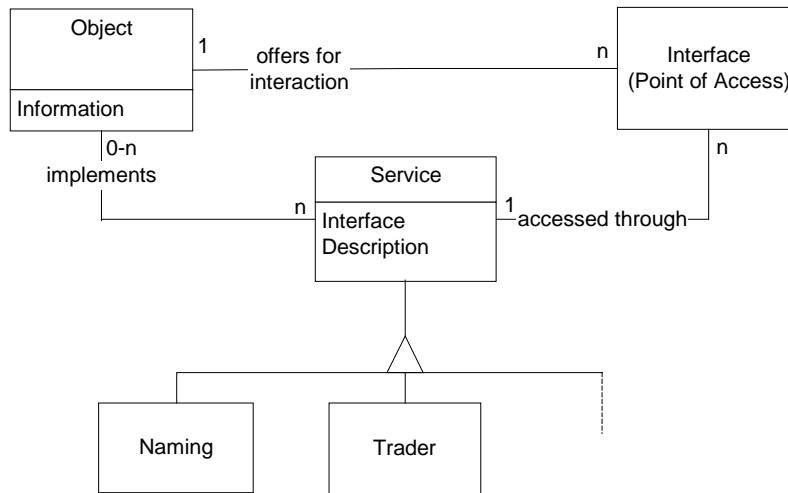 Object
1
offers for
interaction
n
Interface
(Point of Access)
Information
0-n
implements
n
Service
n
Interface
Description
1
accessed through
Naming
Trader